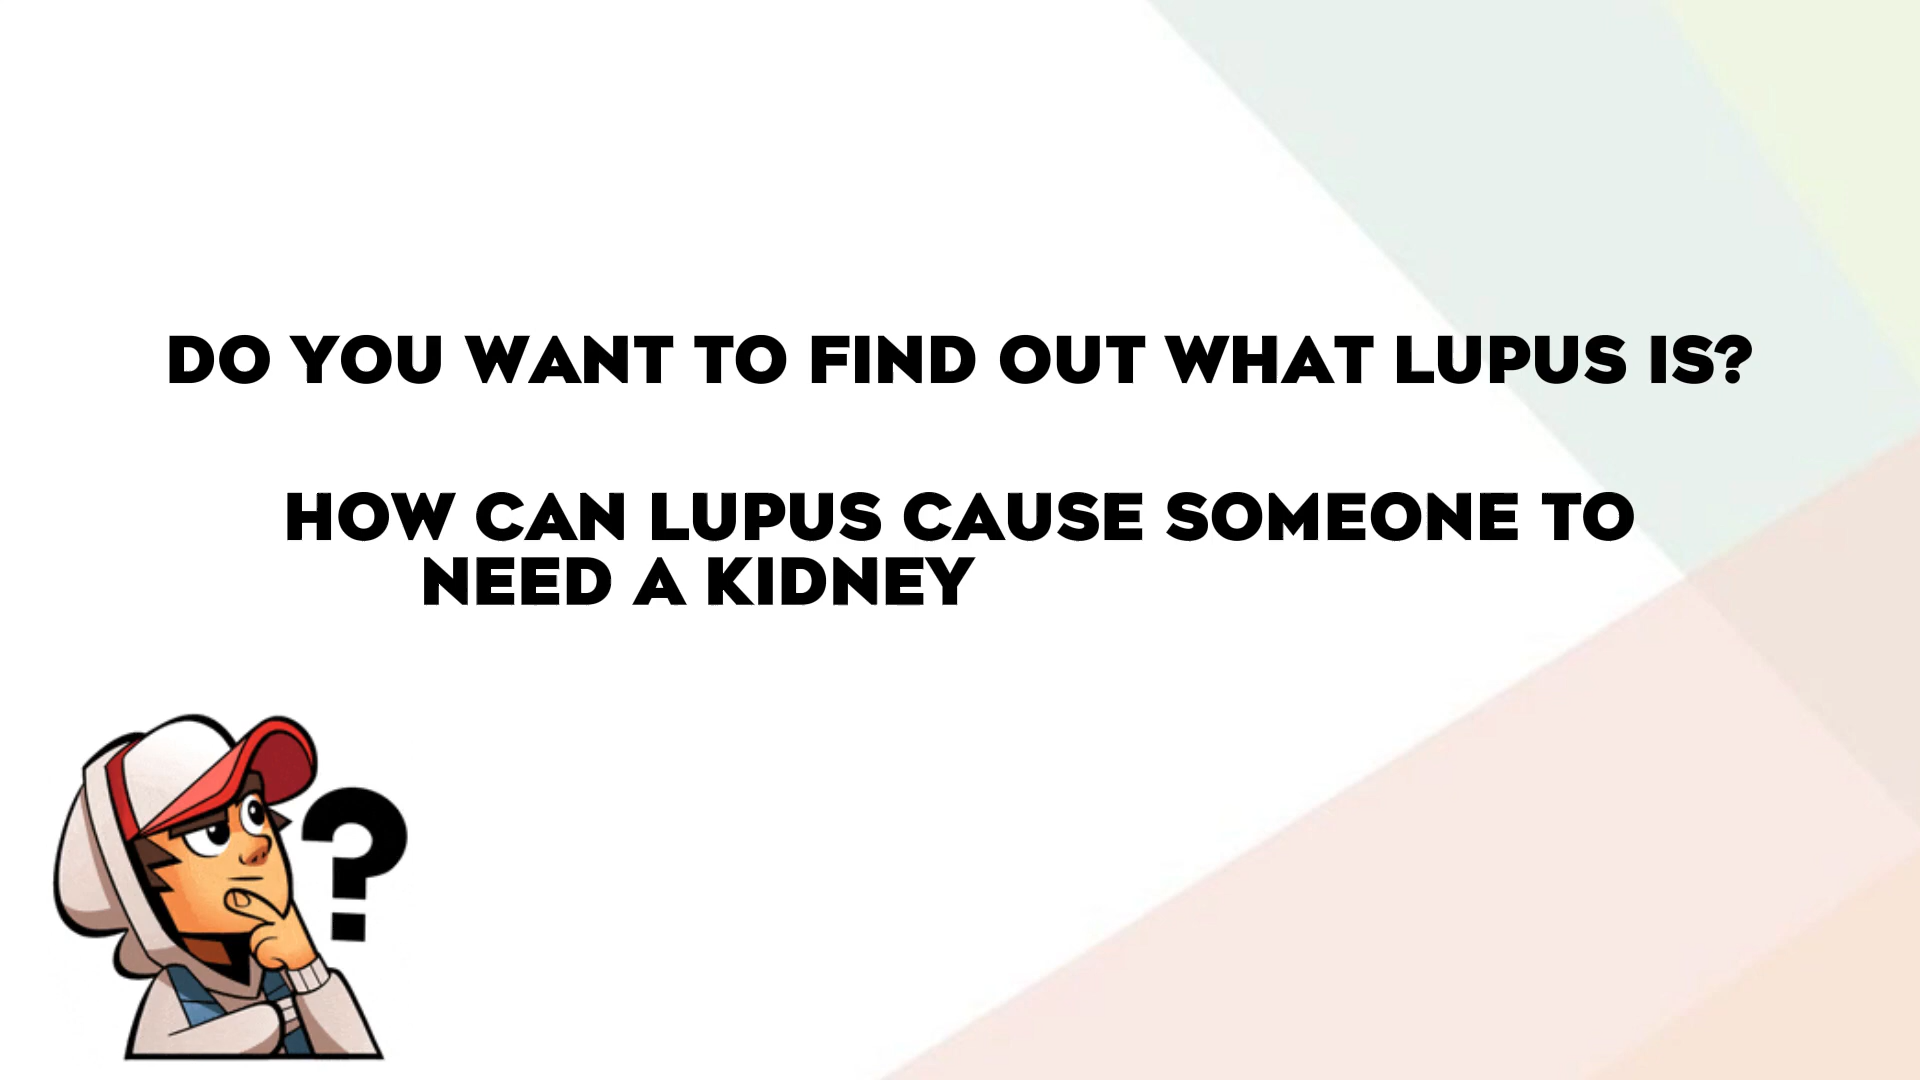 DO YOU WANT TO FIND OUT WHAT LUPUS IS?
HOW CAN LUPUS CAUSE SOMEONE TO
NEED A KIDNEY
?